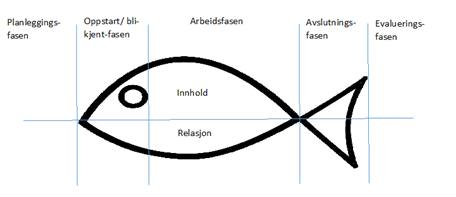 Planleggings-
fasen
Oppstart/ bli-
kjent-fasen
Arbeidsfasen
Avslutnings-
fasen
Evaluerings-
fasen
Innhold
Relasjon